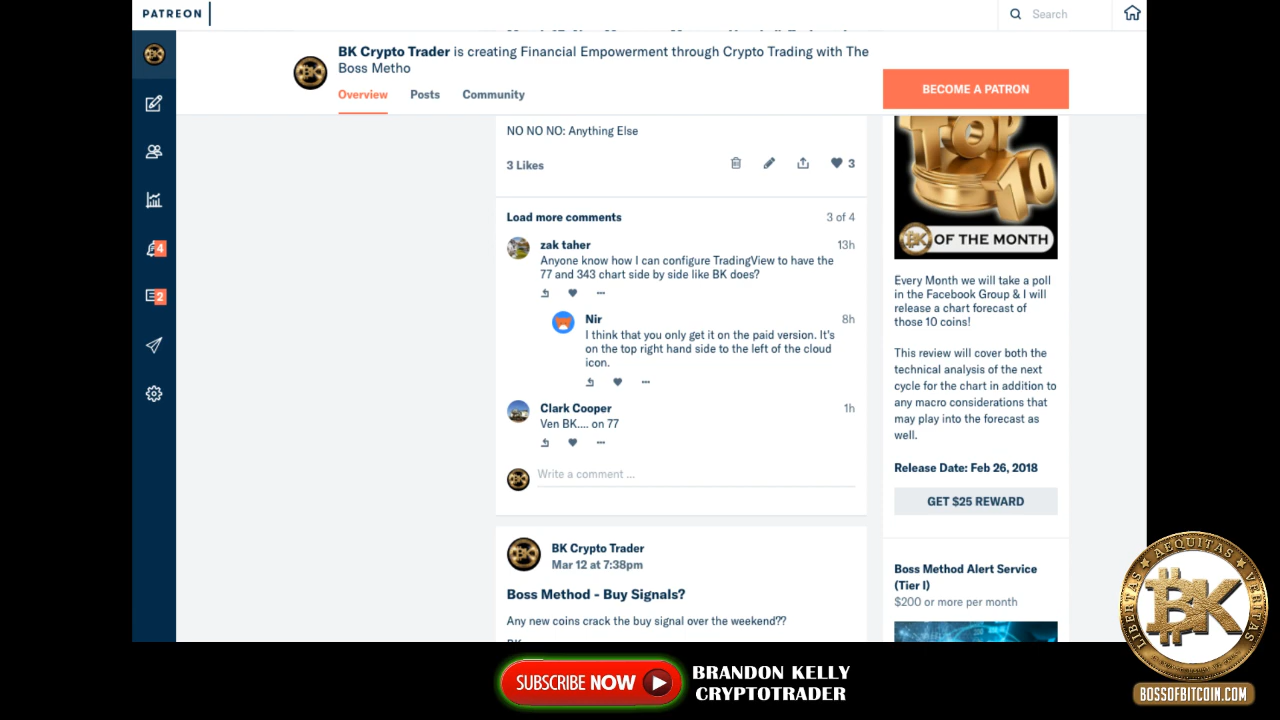 PATREON
Search
BK Crypto Trader is creating Financial Empowerment through Crypto Trading with The
Boss Metho
BECOME A PATRON
Overview
Posts
Community
NO NO NO: Anything Else
3 Likes
3
Load more comments
3 of 4
zak taher
13h
Anyone know how I can configure TradingView to have the
77 and 343 chart side by side like BK does?
Nir
8h
I think that you only get it on the paid version. It's
on the top right hand side to the left of the cloud
icon.
Clark Cooper
1h
Ven BK.... on 77
Write a comment ...
BK Crypto Trader
Mar 12 at 7:38pm
Boss Method - Buy Signals?
Any new coins crack the buy signal over the weekend??
4
2
TOP
10
BK OF THE MONTH
Every Month we will take a poll
in the Facebook Group & I will
release a chart forecast of
those 10 coins!
This review will cover both the
technical analysis of the next
cycle for the chart in addition to
any macro considerations that
may play into the forecast as
well.
Release Date: Feb 26, 2018
GET $25 REWARD
Boss Method Alert Service
(Tier I)
$200 or more per month
SUBSCRIBE NOW
BRANDON KELLY
CRYPTOTRADER
LIBERTAS AEQUITAS VERITAS
BK
BOSSOFBITCOIN.COM